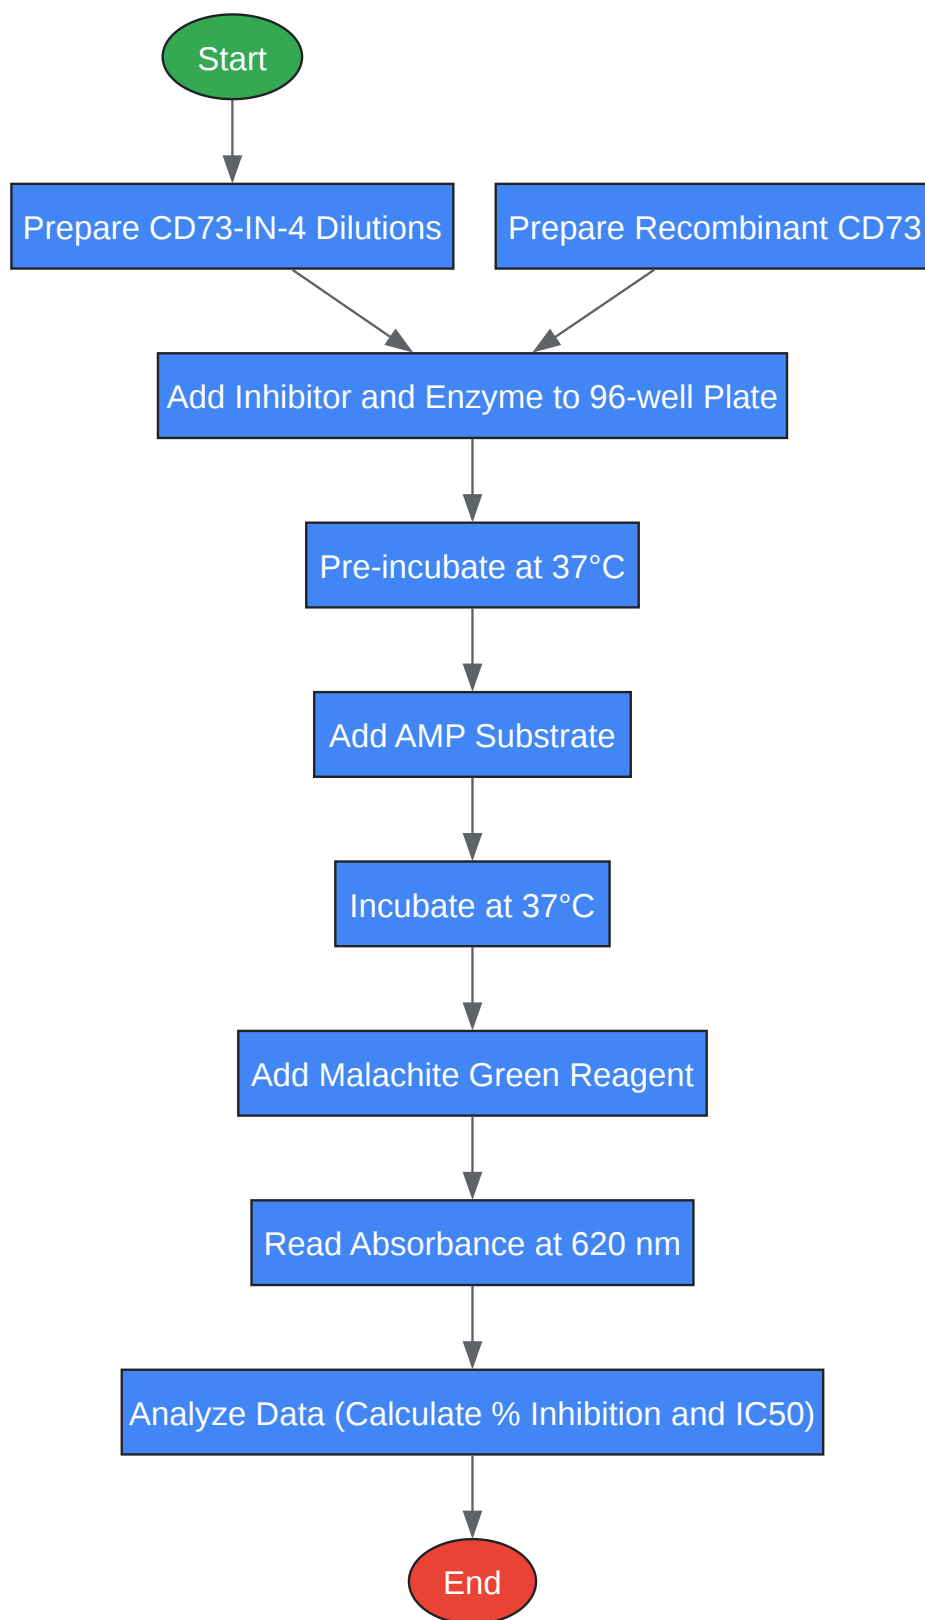 Start
Prepare CD73-IN-4 Dilutions
Prepare Recombinant CD73
Add Inhibitor and Enzyme to 96-well Plate
Pre-incubate at 37°C
Add AMP Substrate
Incubate at 37°C
Add Malachite Green Reagent
Read Absorbance at 620 nm
Analyze Data (Calculate % Inhibition and IC50)
End